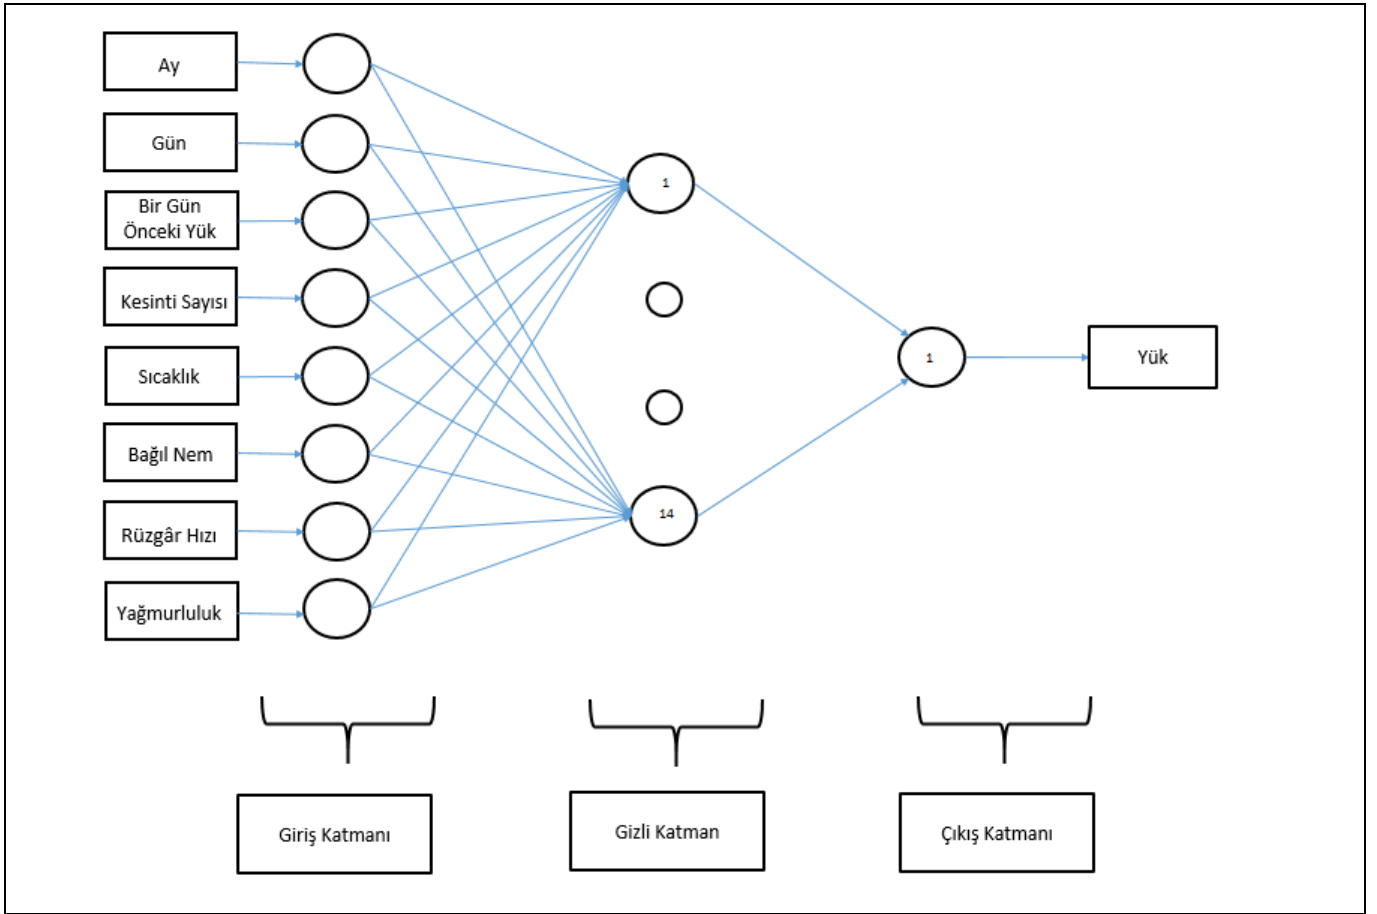 Ay
Gün
Bir Gün
Önceki Yük
Kesinti Sayısı
Sıcaklık
Bağıl Nem
Rüzgâr Hızı
Yağmurluluk
1
14
1
Yük
Giriş Katmanı
Gizli Katman
Çıkış Katmanı